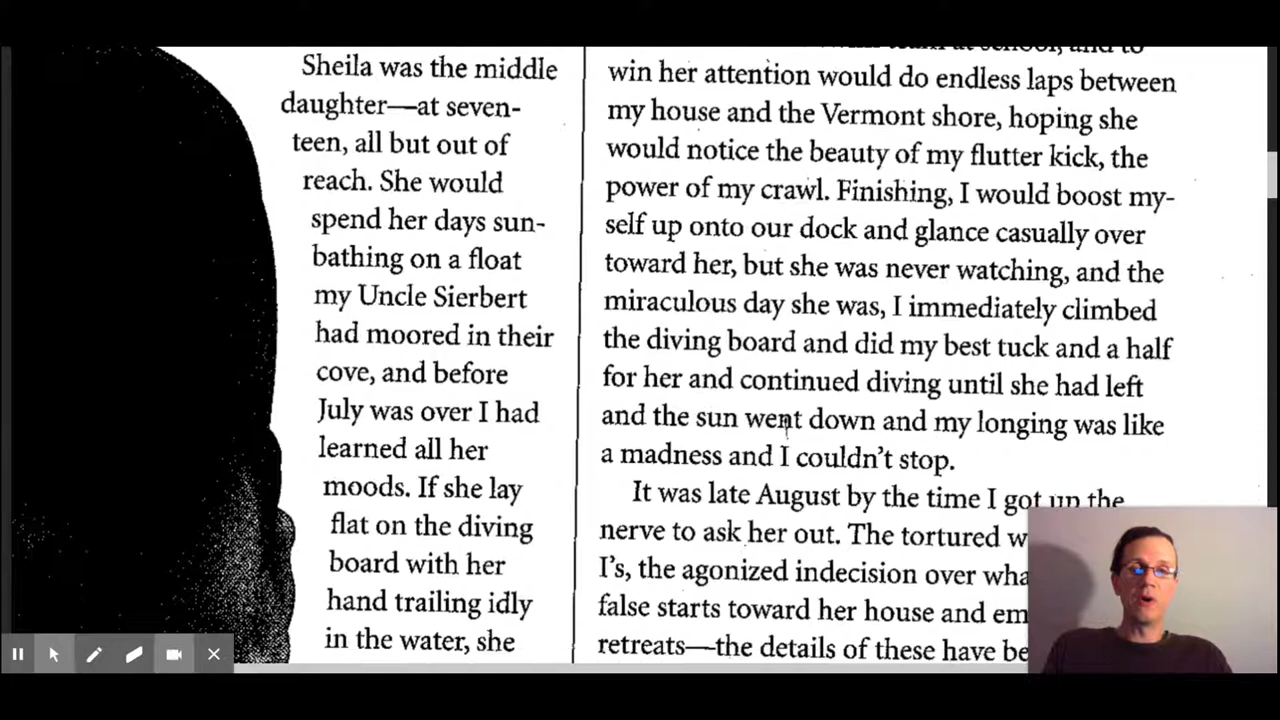 Sheila was the middle
daughter—at seven-
teen, all but out of
reach. She would
spend her days sun-
bathing on a float
my Uncle Sierbert
had moored in their
cove, and before
July was over I had
learned all her
moods. If she lay
flat on the diving
board with her
hand trailing idly
in the water, she
team at school, and to
win her attention would do endless laps between
my house and the Vermont shore, hoping she
would notice the beauty of my flutter kick, the
power of my crawl. Finishing, I would boost my-
self up onto our dock and glance casually over
toward her, but she was never watching, and the
miraculous day she was, I immediately climbed
the diving board and did my best tuck and a half
for her and continued diving until she had left
and the sun went down and my longing was like
a madness and I couldn't stop.
It was late August by the time I got up the
nerve to ask her out. The tortured
I's, the agonized indecision over
false starts toward her house and
retreats—the details of these have